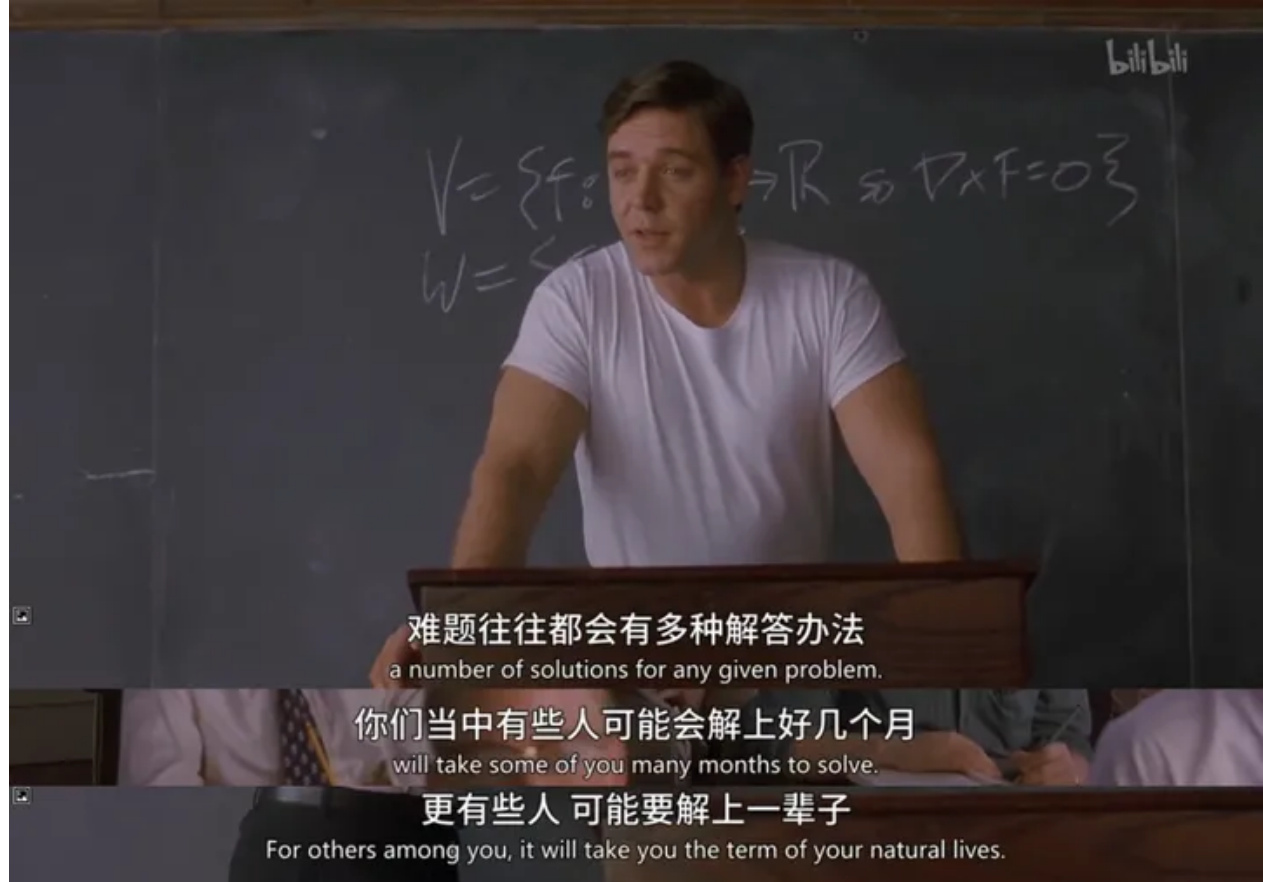 bilibili
V={f: →R so ∇×F=0}
W={
难题往往都会有多种解答办法
a number of solutions for any given problem.
你们当中有些人可能会解上好几个月
will take some of you many months to solve.
更有些人 可能要解上一辈子
For others among you, it will take you the term of your natural lives.